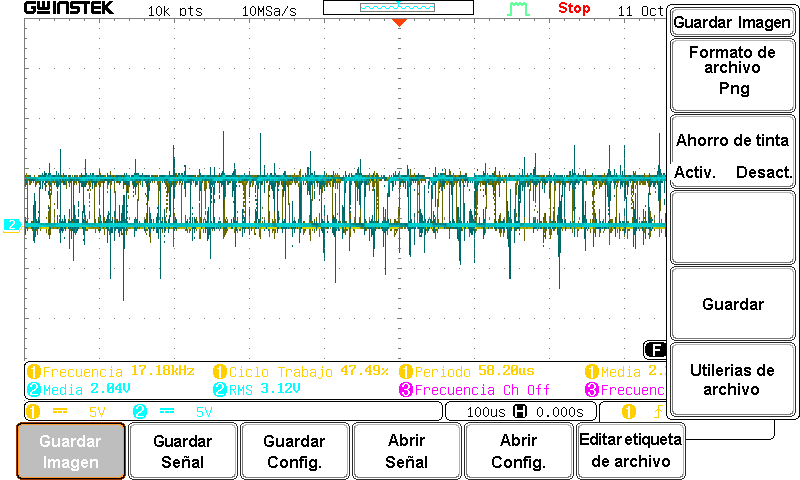 GWINSTEK 10k pts 10MSa/s Stop 11 Oct
Guardar Imagen
Formato de
archivo
Png
Ahorro de tinta
Activ. Desact.
Guardar
Utilerias de
archivo
2
F
1 Frecuencia 17.18kHz 1 Ciclo Trabajo 47.49% 1 Periodo 58.20us 1 Media 2.
2 Media 2.04V 2 RMS 3.12V 3 Frecuencia Ch Off 3 Frecuenc
1 5V 2 5V 100us H 0.000s 1
Guardar
Imagen
Guardar
Señal
Guardar
Config.
Abrir
Señal
Abrir
Config.
Editar etiqueta
de archivo